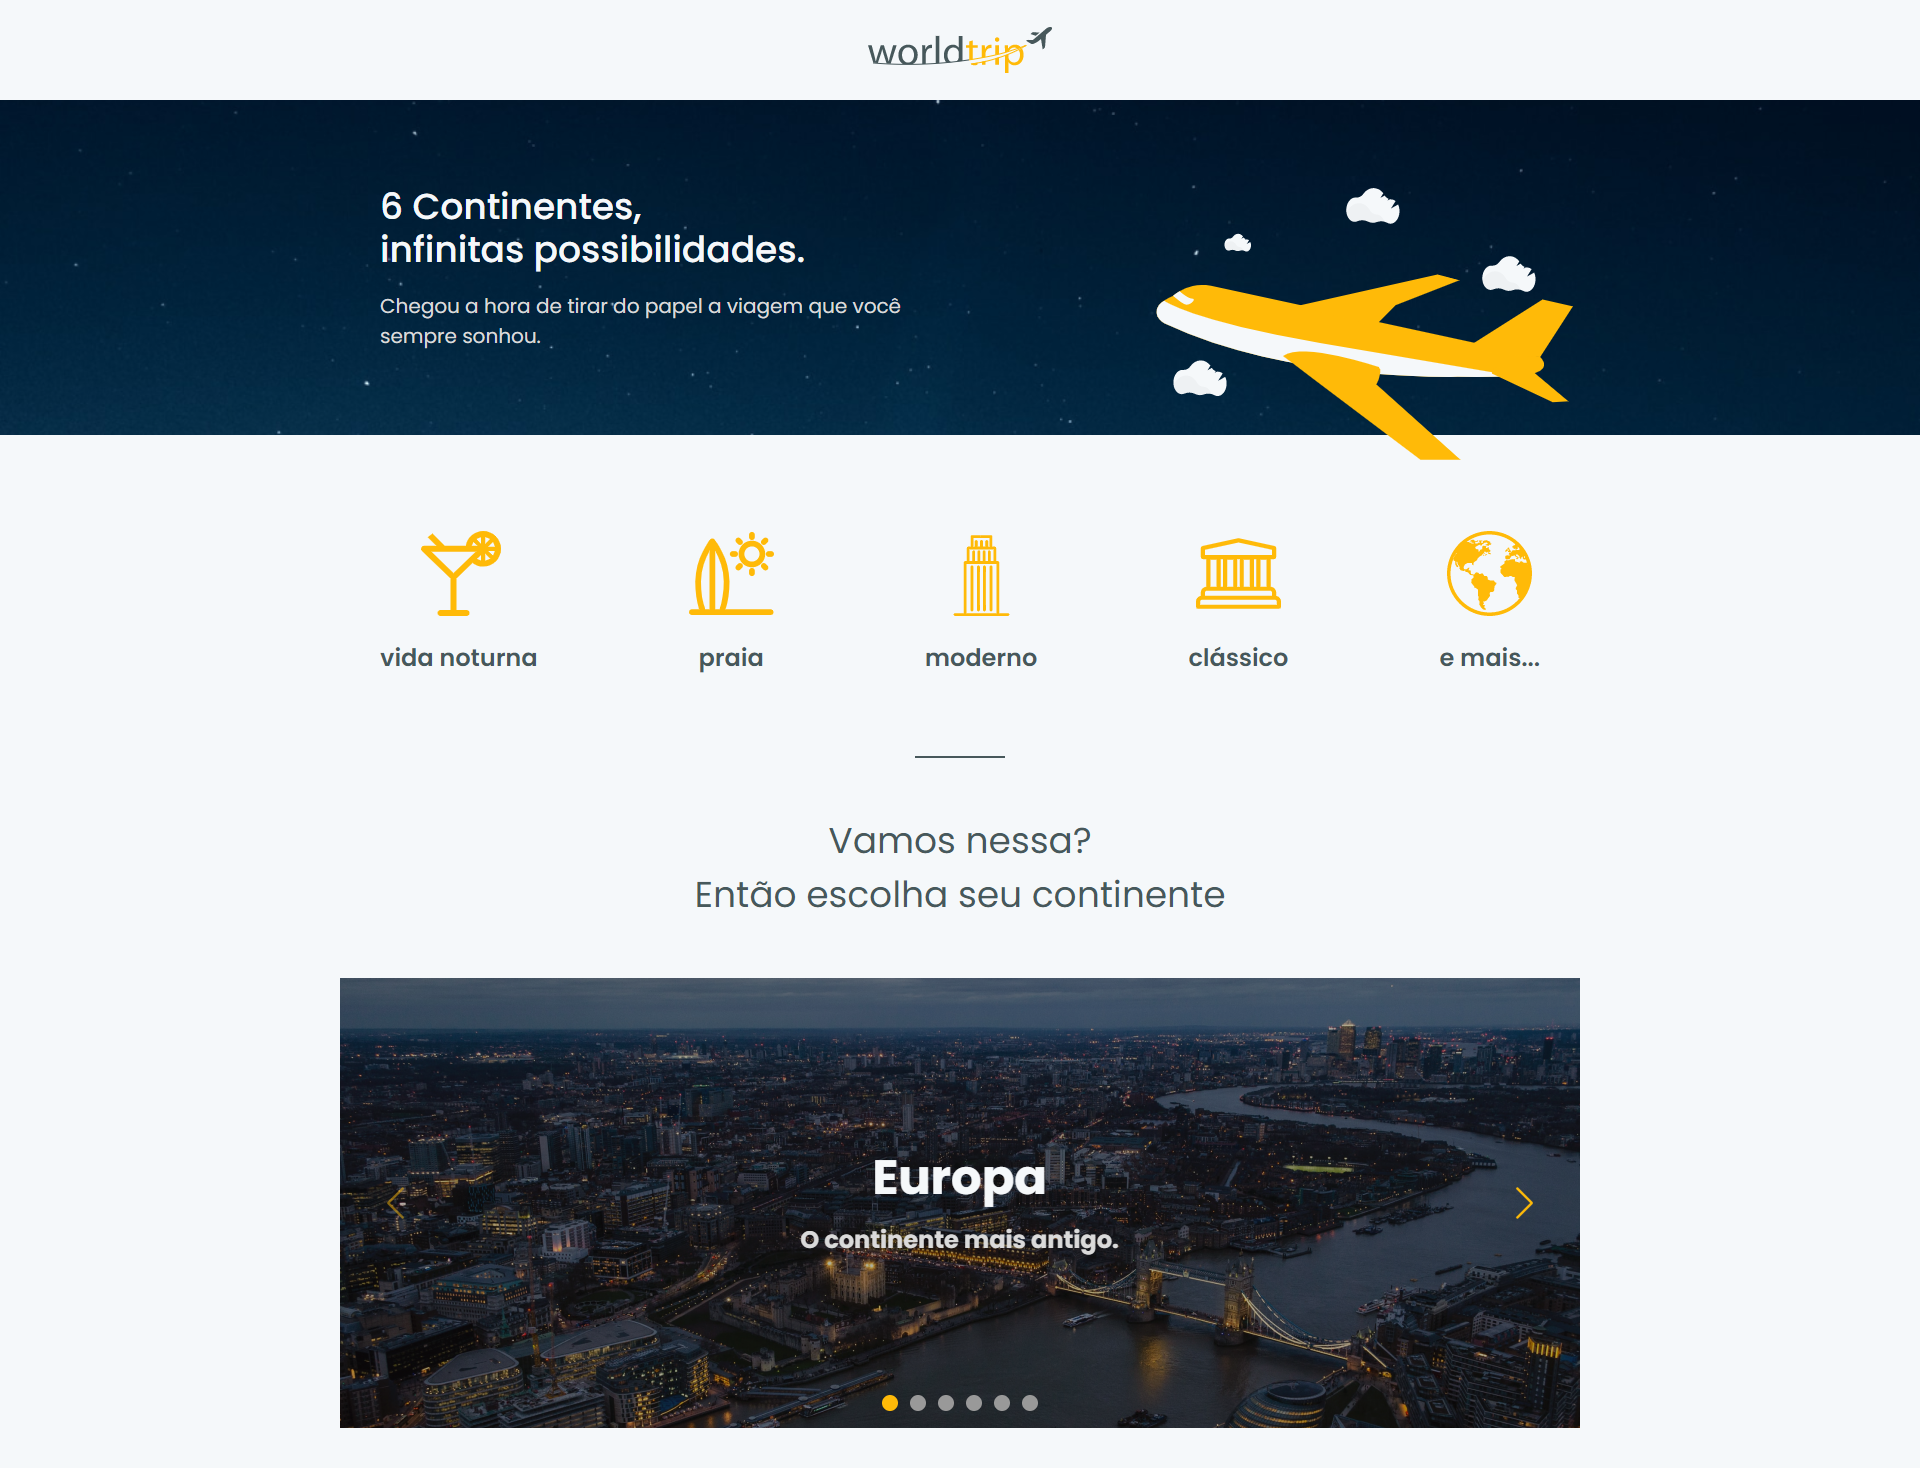 worldtrip
6 Continentes,
infinitas possibilidades.
Chegou a hora de tirar do papel a viagem que você
sempre sonhou.
vida noturna
praia
moderno
clássico
e mais...
Vamos nessa?
Então escolha seu continente
Europa
O continente mais antigo.